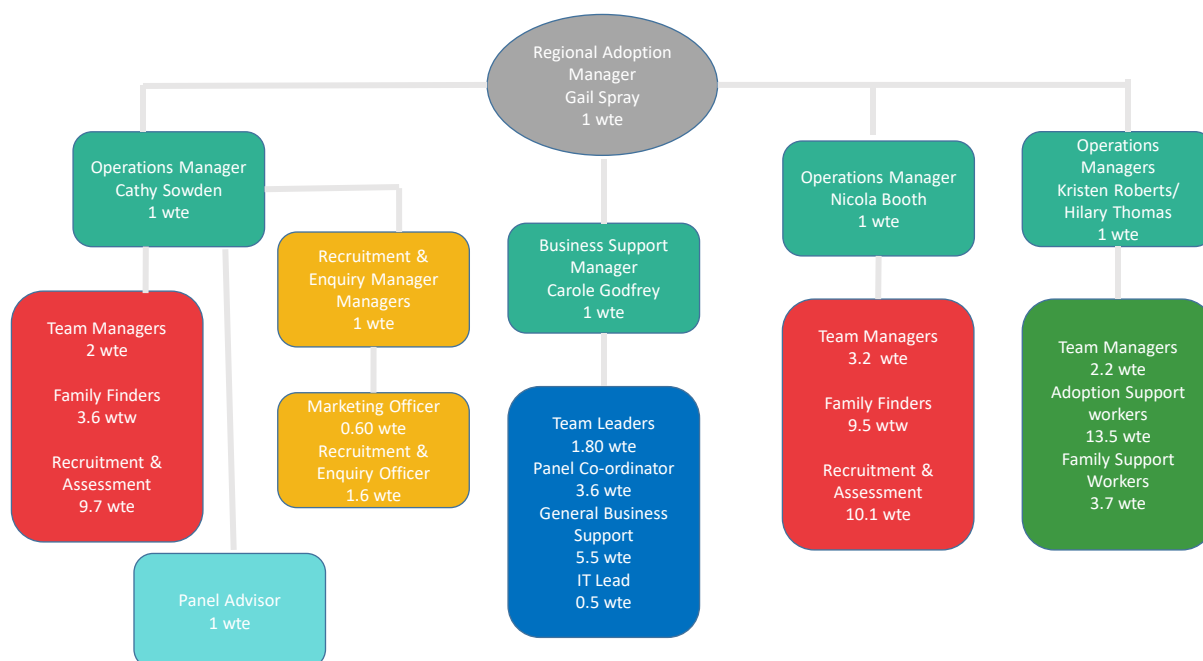 Regional Adoption
Manager
Gail Spray
1 wte
Operations Manager
Cathy Sowden
1 wte
Operations Manager
Nicola Booth
1 wte
Operations
Managers
Kristen Roberts/
Hilary Thomas
1 wte
Recruitment &
Enquiry Manager
Managers
1 wte
Business Support
Manager
Carole Godfrey
1 wte
Team Managers
2 wte
Family Finders
3.6 wtw
Recruitment &
Assessment
9.7 wte
Marketing Officer
0.60 wte
Recruitment &
Enquiry Officer
1.6 wte
Team Leaders
1.80 wte
Panel Co-ordinator
3.6 wte
General Business
Support
5.5 wte
IT Lead
0.5 wte
Team Managers
3.2 wte
Family Finders
9.5 wtw
Recruitment &
Assessment
10.1 wte
Team Managers
2.2 wte
Adoption Support
workers
13.5 wte
Family Support
Workers
3.7 wte
Panel Advisor
1 wte